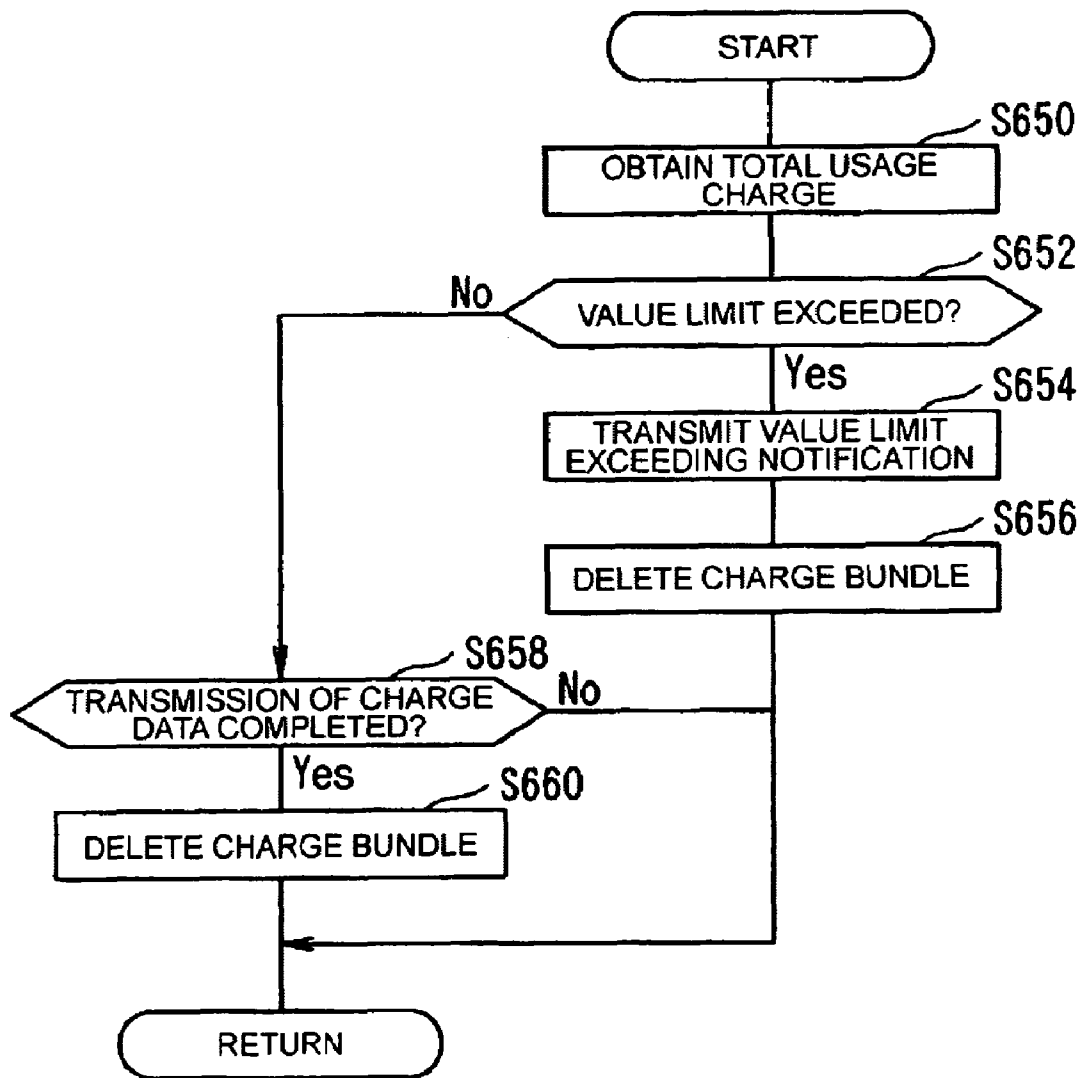 START
S650
OBTAIN TOTAL USAGE
CHARGE
S652
No
VALUE LIMIT EXCEEDED?
Yes
S654
TRANSMIT VALUE LIMIT
EXCEEDING NOTIFICATION
S656
DELETE CHARGE BUNDLE
S658
TRANSMISSION OF CHARGE
DATA COMPLETED?
No
Yes
S660
DELETE CHARGE BUNDLE
RETURN